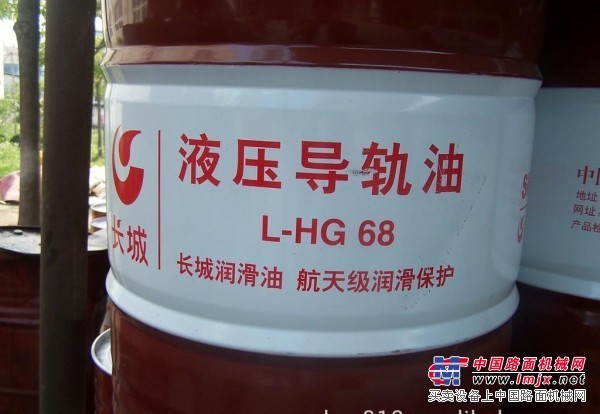 长城
液压导轨油
L-HG 68
长城润滑油 航天级润滑保护
中国路面机械网
www.lmjx.net
买卖设备上中国路面机械网